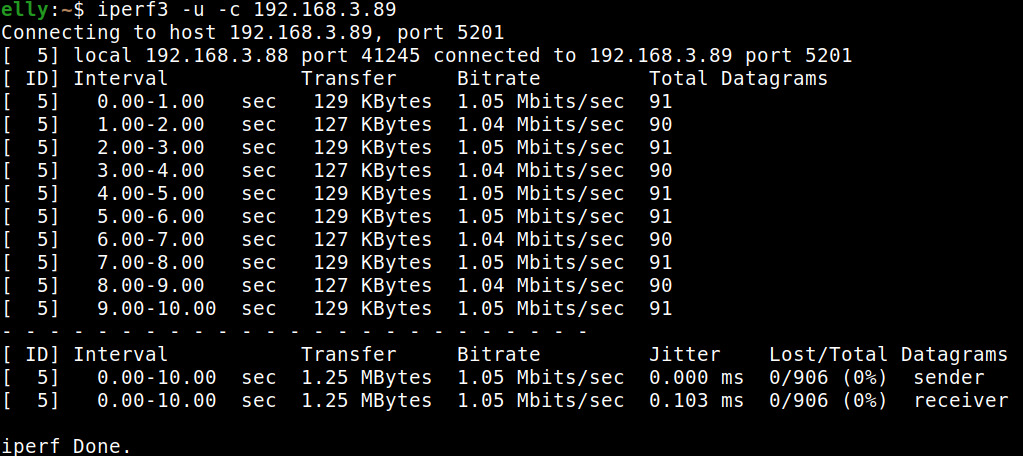 elly:~$ iperf3 -u -c 192.168.3.89
Connecting to host 192.168.3.89, port 5201
[  5] local 192.168.3.88 port 41245 connected to 192.168.3.89 port 5201
[ ID] Interval           Transfer     Bitrate         Total Datagrams
[  5]   0.00-1.00   sec   129 KBytes  1.05 Mbits/sec  91
[  5]   1.00-2.00   sec   127 KBytes  1.04 Mbits/sec  90
[  5]   2.00-3.00   sec   129 KBytes  1.05 Mbits/sec  91
[  5]   3.00-4.00   sec   127 KBytes  1.04 Mbits/sec  90
[  5]   4.00-5.00   sec   129 KBytes  1.05 Mbits/sec  91
[  5]   5.00-6.00   sec   129 KBytes  1.05 Mbits/sec  91
[  5]   6.00-7.00   sec   127 KBytes  1.04 Mbits/sec  90
[  5]   7.00-8.00   sec   129 KBytes  1.05 Mbits/sec  91
[  5]   8.00-9.00   sec   127 KBytes  1.04 Mbits/sec  90
[  5]   9.00-10.00  sec   129 KBytes  1.05 Mbits/sec  91
- - - - - - - - - - - - - - - - - - - - - - - - -
[ ID] Interval           Transfer     Bitrate         Jitter    Lost/Total Datagrams
[  5]   0.00-10.00  sec  1.25 MBytes  1.05 Mbits/sec  0.000 ms  0/906 (0%)  sender
[  5]   0.00-10.00  sec  1.25 MBytes  1.05 Mbits/sec  0.103 ms  0/906 (0%)  receiver
iperf Done.